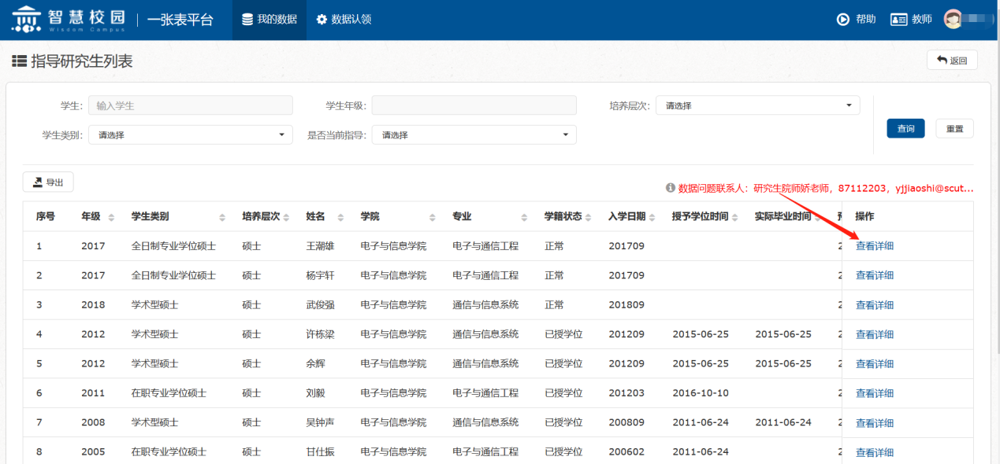 智慧校园 一张表平台 我的数据 数据认领 帮助 教师
Wisdom Campus
指导研究生列表 返回
学生: 输入学生 学生年级: 培养层次: 请选择
学生类别: 请选择 是否当前指导: 请选择 查询 重置
导出 数据问题联系人：研究生院师娇老师，87112203，yjjiaoshi@scut...
序号 年级 学生类别 培养层次 姓名 学院 专业 学籍状态 入学日期 授予学位时间 实际毕业时间 操作
1 2017 全日制专业学位硕士 硕士 王潮雄 电子与信息学院 电子与通信工程 正常 201709 2 查看详细
2 2017 全日制专业学位硕士 硕士 杨宇轩 电子与信息学院 电子与通信工程 正常 201709 2 查看详细
3 2018 学术型硕士 硕士 武俊强 电子与信息学院 通信与信息系统 正常 201809 2 查看详细
4 2012 学术型硕士 硕士 许栋梁 电子与信息学院 通信与信息系统 已授学位 201209 2015-06-25 2015-06-25 2 查看详细
5 2012 学术型硕士 硕士 余辉 电子与信息学院 通信与信息系统 已授学位 201209 2015-06-25 2015-06-25 2 查看详细
6 2011 在职专业学位硕士 硕士 刘毅 电子与信息学院 电子与通信工程 已授学位 201203 2016-10-10 2 查看详细
7 2008 学术型硕士 硕士 吴钟声 电子与信息学院 通信与信息系统 已授学位 200809 2011-06-24 2011-06-24 2 查看详细
8 2005 在职专业学位硕士 硕士 甘仕振 电子与信息学院 电子与通信工程 已授学位 200602 2011-06-24 2 查看详细